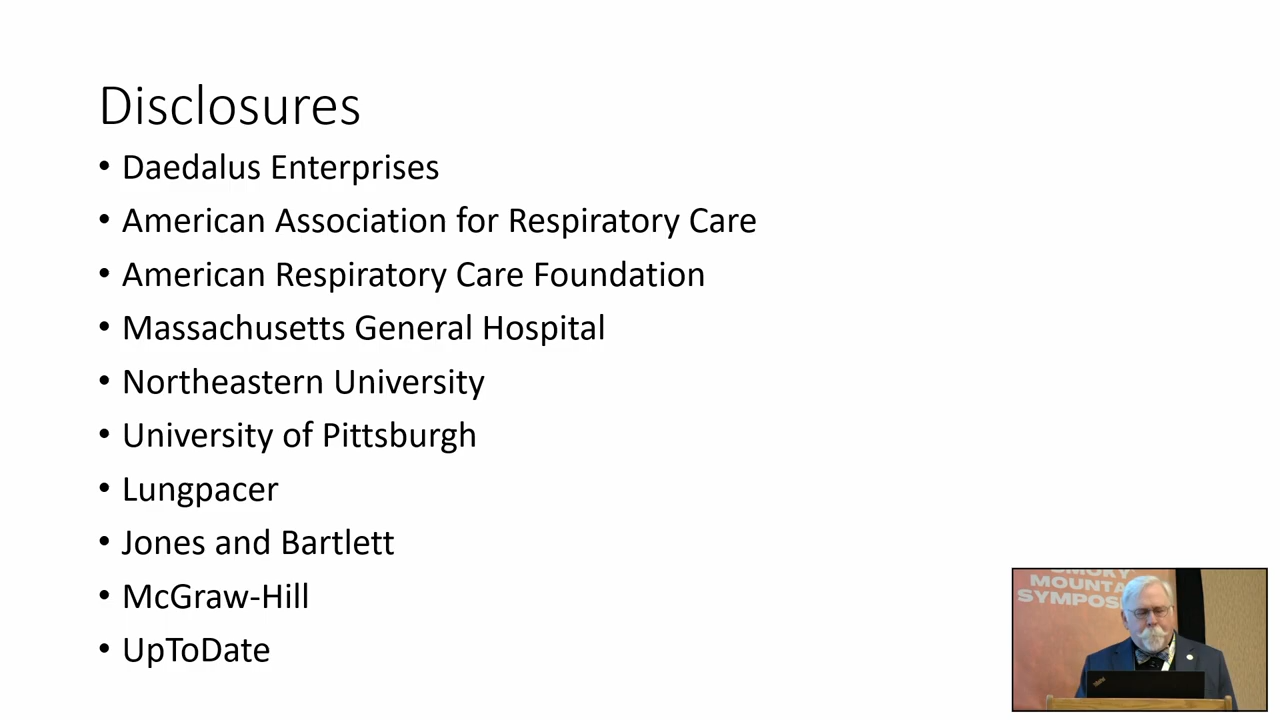 Disclosures
• Daedalus Enterprises
• American Association for Respiratory Care
• American Respiratory Care Foundation
• Massachusetts General Hospital
• Northeastern University
• University of Pittsburgh
• Lungpacer
• Jones and Bartlett
• McGraw-Hill
• UpToDate
SMOKY
MOUNTA
SYMPOS